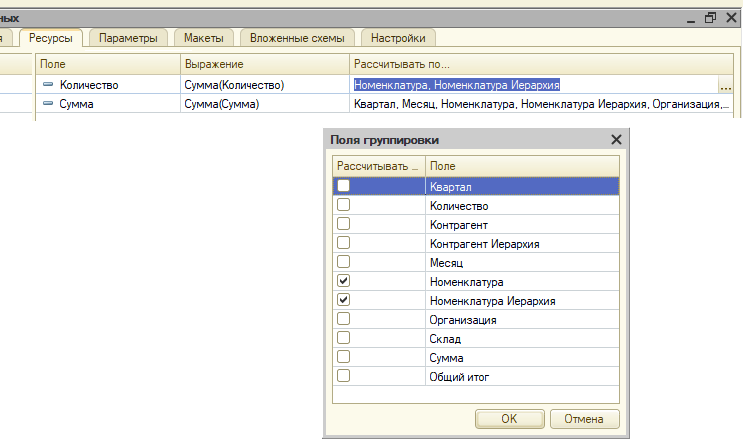 ных
я Ресурсы Параметры Макеты Вложенные схемы Настройки
Поле Выражение Рассчитывать по...
Количество Сумма(Количество) Номенклатура, Номенклатура Иерархия ...
Сумма Сумма(Сумма) Квартал, Месяц, Номенклатура, Номенклатура Иерархия, Организация,...
Поля группировки
Рассчитывать ... Поле
Квартал
Количество
Контрагент
Контрагент Иерархия
Месяц
Номенклатура
Номенклатура Иерархия
Организация
Склад
Сумма
Общий итог
OK Отмена